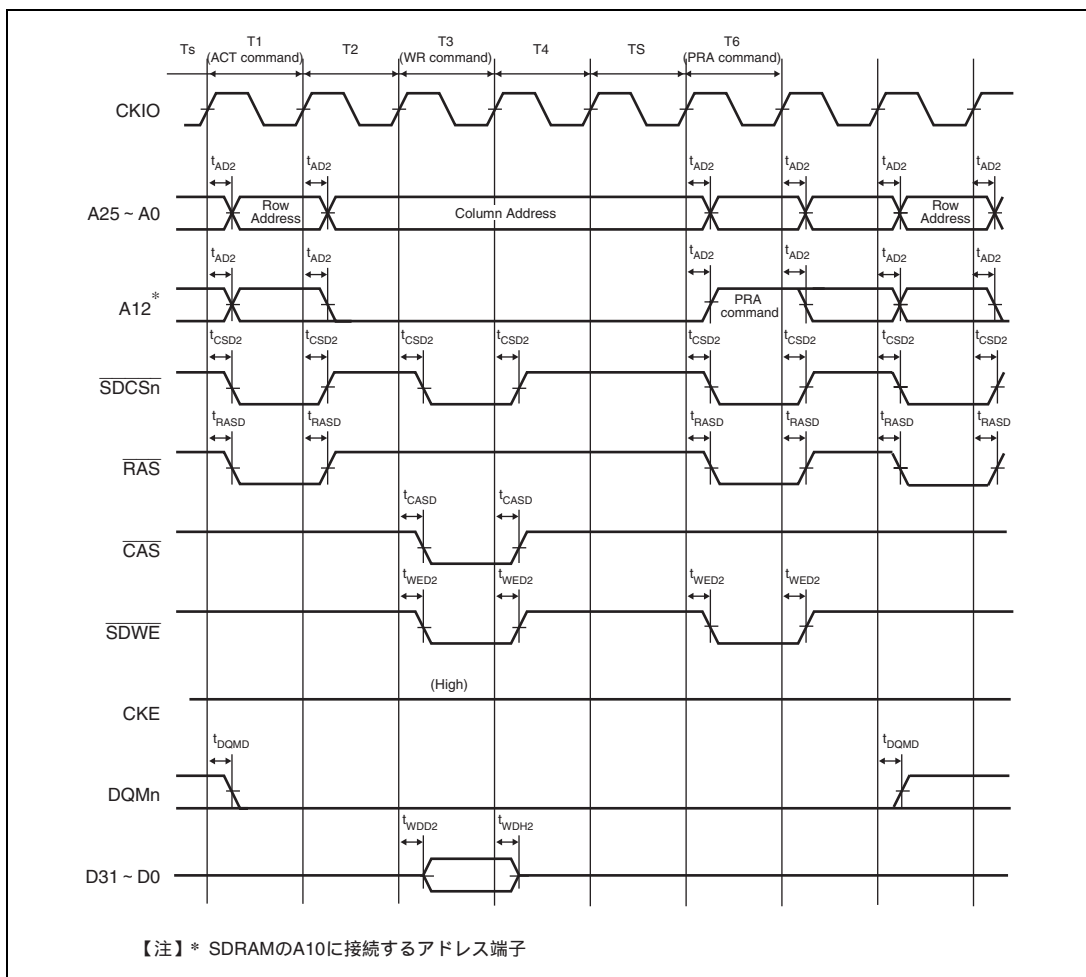 Ts T1 T2 T3 T4 TS T6
(ACT command) (WR command) (PRA command)
CKIO
tAD2 tAD2 tAD2 tAD2 tAD2 tAD2
A25 ~ A0
Row Address
Column Address
Row Address
tAD2 tAD2 tAD2 tAD2 tAD2 tAD2
A12*
PRA command
tCSD2 tCSD2 tCSD2 tCSD2 tCSD2 tCSD2 tCSD2 tCSD2
SDCSn
tRASD tRASD tRASD tRASD tRASD tRASD
RAS
tCASD tCASD
CAS
tWED2 tWED2 tWED2 tWED2
SDWE
(High)
CKE
tDQMD tDQMD
DQMn
tWDD2 tWDH2
D31 ~ D0
【注】* SDRAMのA10に接続するアドレス端子